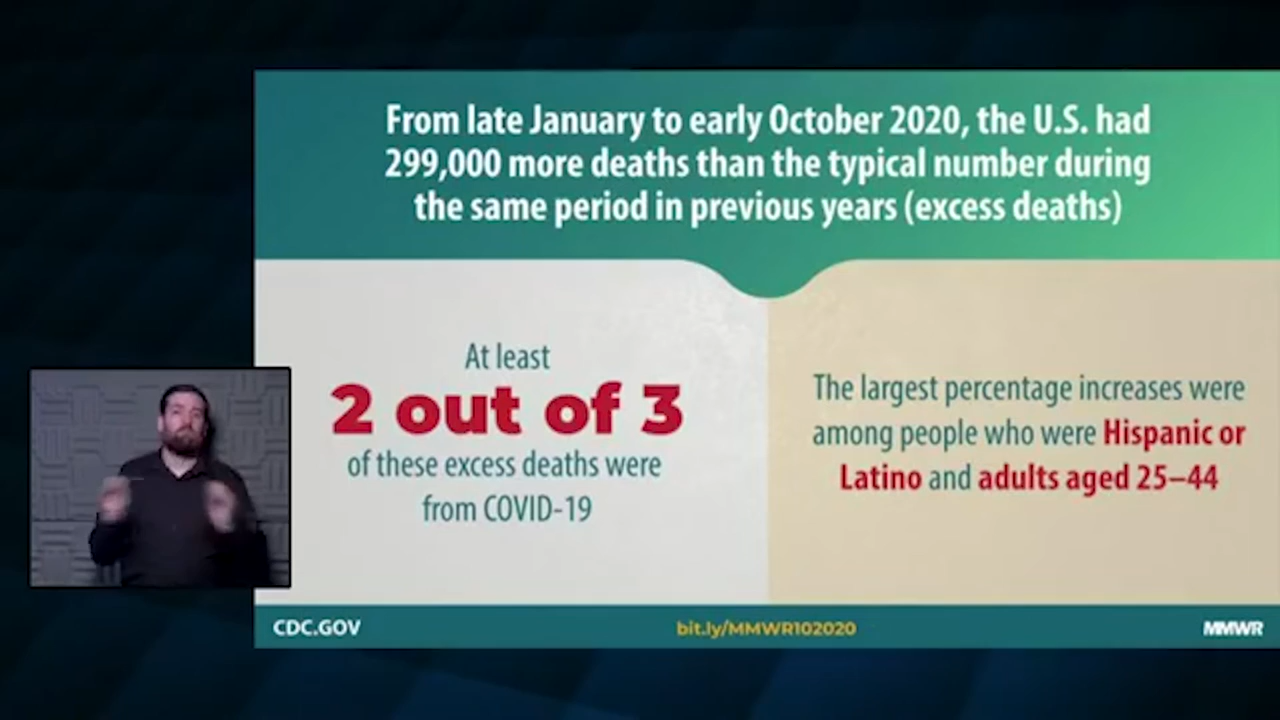 From late January to early October 2020, the U.S. had
299,000 more deaths than the typical number during
the same period in previous years (excess deaths)
At least
2 out of 3
of these excess deaths were
from COVID-19
The largest percentage increases were
among people who were Hispanic or
Latino and adults aged 25–44
CDC.GOV
bit.ly/MMWR102020
MMWR